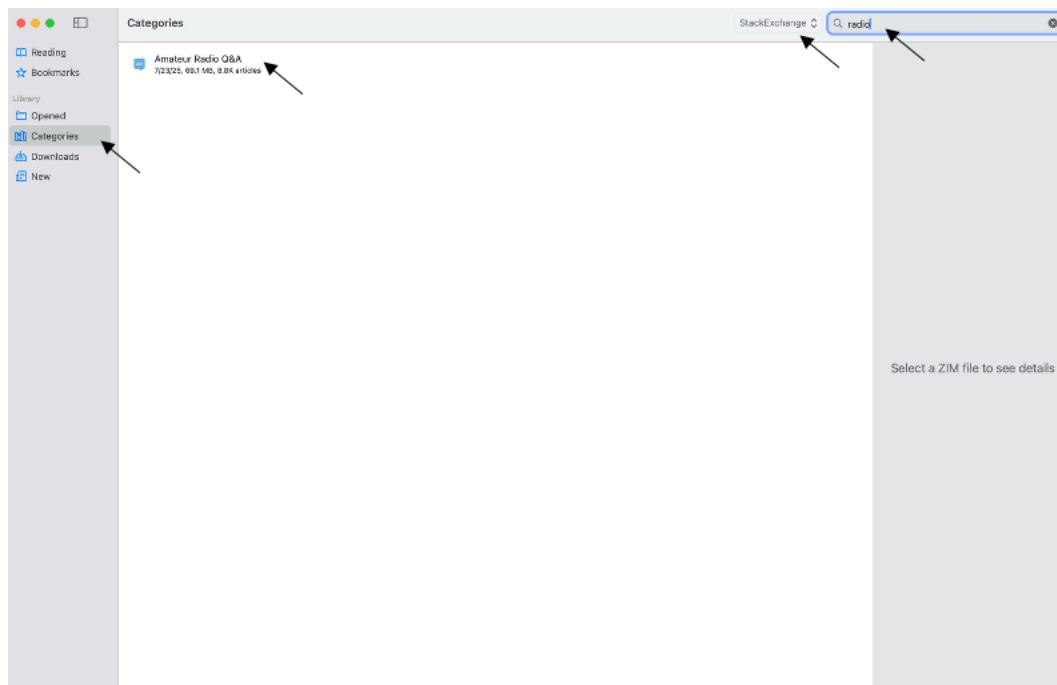 Categories
StackExchange
radio
Reading
Bookmarks
Library
Opened
Categories
Downloads
New
Amateur Radio Q&A
7/23/25, 69.1 MB, 8.8K articles
Select a ZIM file to see details